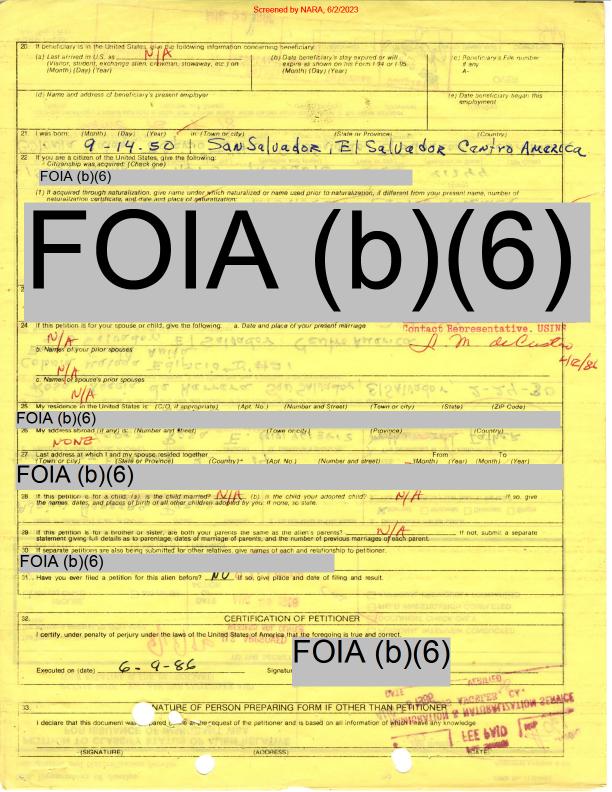 Screened by NARA, 6/2/2023
20. If beneficiary is in the United States, give the following information concerning beneficiary:
(a) Last arrived in U.S. as N/A (b) Date beneficiary's stay expired or will (c) Beneficiary's File number
(Visitor, student, exchange alien, crewman, stowaway, etc.) on expire as shown on his Form I-94 or I-95 if any
(Month) (Day) (Year) (Month) (Day) (Year) A-
(d) Name and address of beneficiary's present employer (e) Date beneficiary began this
employment
21. I was born: (Month) (Day) (Year) in (Town or city) (State or Province) (Country)
9-14-50 San Salvador, El Salvador Centro America
22 If you are a citizen of the United States, give the following:
Citizenship was acquired: (Check one)
FOIA (b)(6)
(1) If acquired through naturalization, give name under which naturalized or name used prior to naturalization, if different from your present name, number of
naturalization certificate, and date and place of naturalization:
FOIA (b)(6)
24 If this petition is for your spouse or child, give the following: a. Date and place of your present marriage
N/A
Contact Representative, USINS
b. Names of your prior spouses
N/A
4/2/86
c. Names of spouse's prior spouses
N/A
25. My residence in the United States is: (C/O, if appropriate) (Apt. No.) (Number and Street) (Town or city) (State) (ZIP Code)
FOIA (b)(6)
26. My address abroad (if any) is: (Number and Street) (Town or city) (Province) (Country)
NONE
27 Last address at which I and my spouse resided together From To
(Town or city) (State or Province) (Country) (Apt. No.) (Number and street) (Month) (Year) (Month) (Year)
FOIA (b)(6)
28. If this petition is for a child, (a) is the child married? N/A (b) Is the child your adopted child? N/A If so, give
the names, dates, and places of birth of all other children adopted by you. If none, so state.
29. If this petition is for a brother or sister, are both your parents the same as the alien's parents? N/A If not, submit a separate
statement giving full details as to parentage, dates of marriage of parents, and the number of previous marriages of each parent.
30. If separate petitions are also being submitted for other relatives, give names of each and relationship to petitioner.
FOIA (b)(6)
31. Have you ever filed a petition for this alien before? NO If so, give place and date of filing and result.
32. CERTIFICATION OF PETITIONER
I certify, under penalty of perjury under the laws of the United States of America that the foregoing is true and correct.
FOIA (b)(6)
Executed on (date) 6-9-86 Signature
33. SIGNATURE OF PERSON PREPARING FORM IF OTHER THAN PETITIONER
I declare that this document was prepared by me at the request of the petitioner and is based on all information of which I have any knowledge
(SIGNATURE) (ADDRESS) (DATE)
IMMIGRATION & NATURALIZATION SERVICE
FEE PAID